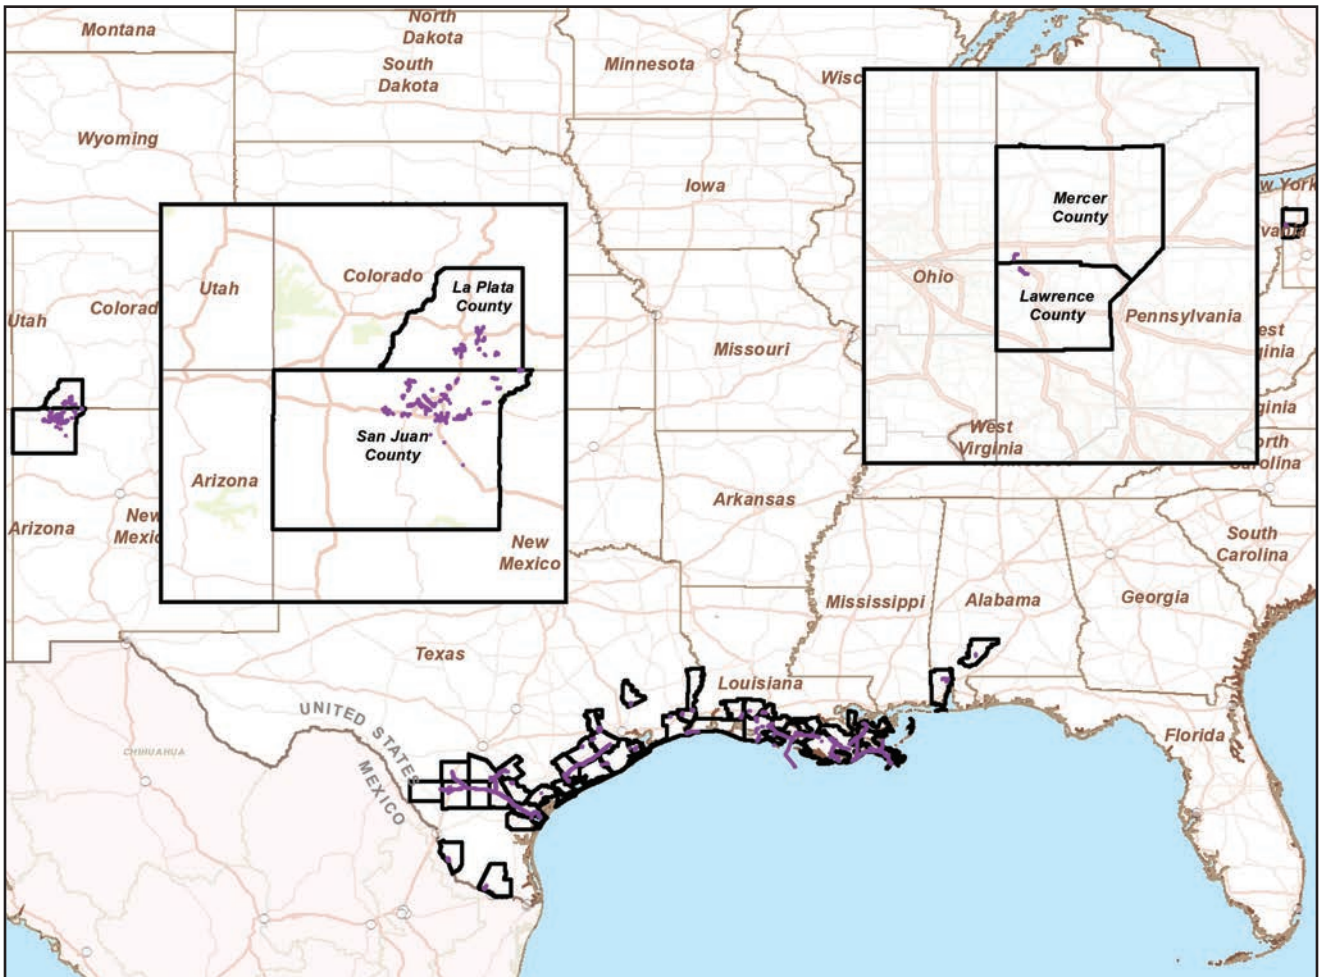 Montana
North
Dakota
South
Dakota
Minnesota
Wisc
Wyoming
Iowa
Mercer
County
w York
vania
Ohio
Lawrence
County
Pennsylvania
West
Virginia
Utah
Colorado
La Plata
County
San Juan
County
Arizona
New
Mexico
Utah
Colorad
Missouri
est
ginia
ginia
orth
Carolina
Arkansas
Arizona
New
Mexic
South
Carolina
Mississippi
Alabama
Georgia
Texas
Louisiana
UNITED STATES
MEXICO
CHIHUAHUA
Florida